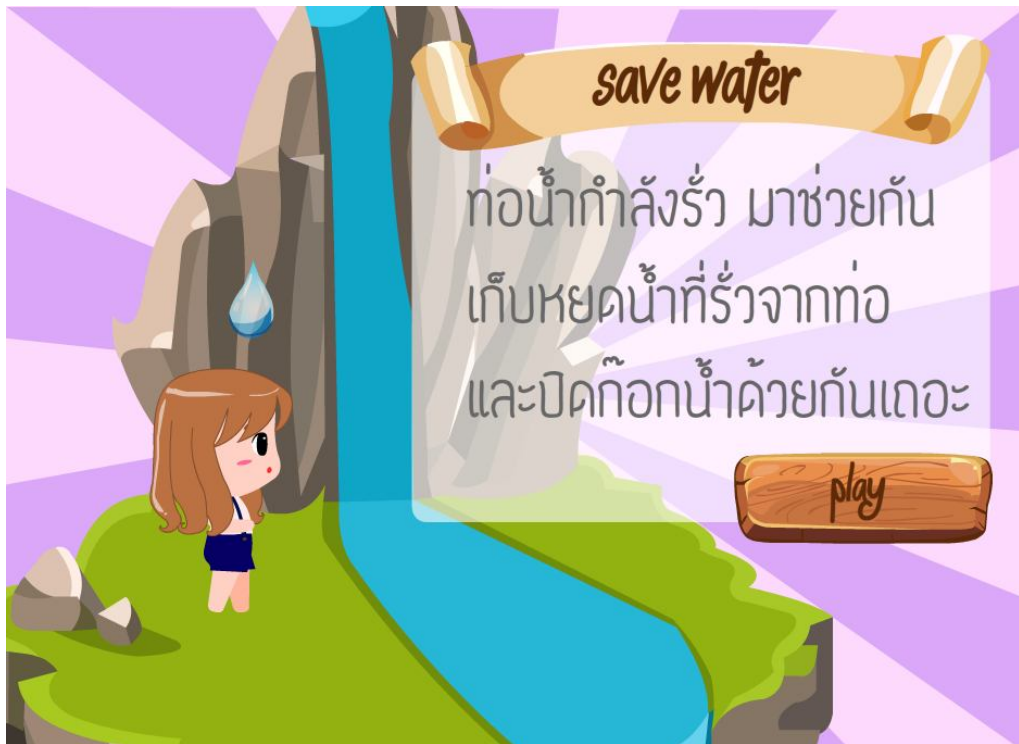 save water
ท่อน้ำกำลังรั่ว มาช่วยกัน
เก็บหยดน้ำที่รั่วจากท่อ
และปิดก๊อกน้ำด้วยกันเถอะ
play